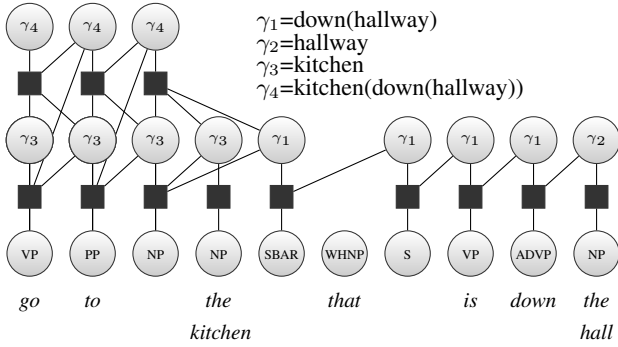 γ4 γ4 γ4
γ1=down(hallway)
γ2=hallway
γ3=kitchen
γ4=kitchen(down(hallway))
γ3 γ3 γ3 γ3 γ1 γ1 γ1 γ1 γ2
VP PP NP NP SBAR WHNP S VP ADVP NP
go to the that is down the
kitchen hall